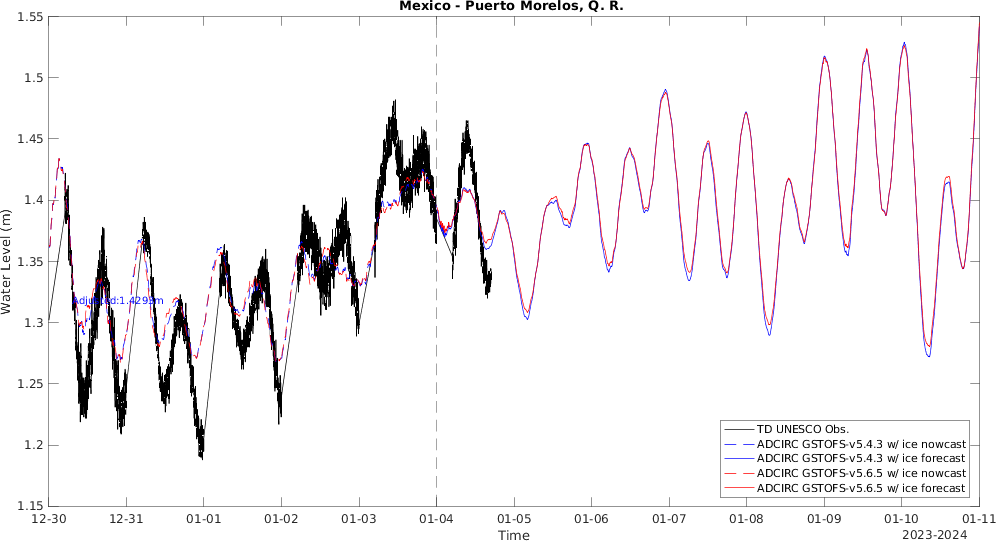 Mexico - Puerto Morelos, Q. R.
1.55
1.5
1.45
1.4
1.35
1.3
1.25
1.2
1.15
Water Level (m)
Adjusted:1.4293m
TD UNESCO Obs.
ADCIRC GSTOFS-v5.4.3 w/ ice nowcast
ADCIRC GSTOFS-v5.4.3 w/ ice forecast
ADCIRC GSTOFS-v5.6.5 w/ ice nowcast
ADCIRC GSTOFS-v5.6.5 w/ ice forecast
12-30 12-31 01-01 01-02 01-03 01-04 01-05 01-06 01-07 01-08 01-09 01-10 01-11
Time
2023-2024